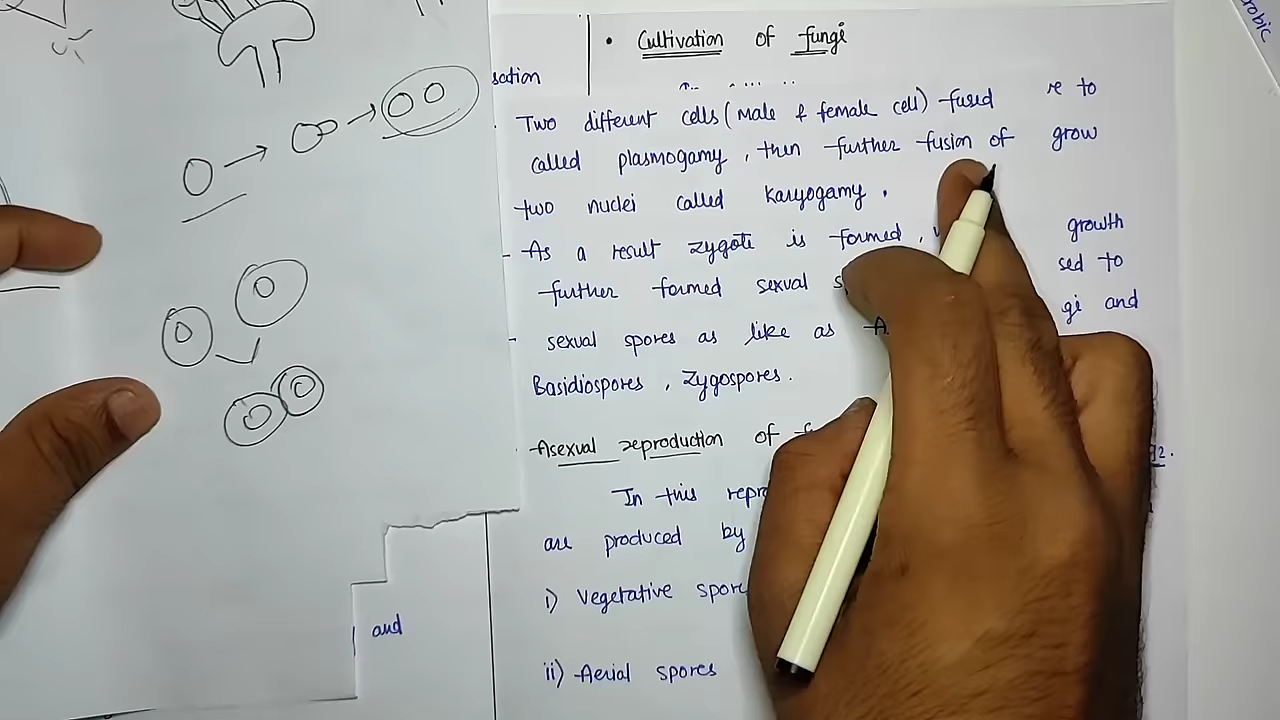 • Cultivation of fungi
sation
Two different cells (Male & female cell) fused re to
called plasmogamy, then further fusion of grow
two nuclei called Karyogamy.
- As a result zygote is formed, growth
further formed sexual s sed to
- sexual spores as like as A gi and
Basidiospores, Zygospores.
Asexual reproduction of f
In this repr
are produced by
i) Vegetative spore
and
ii) Aerial spores
robic